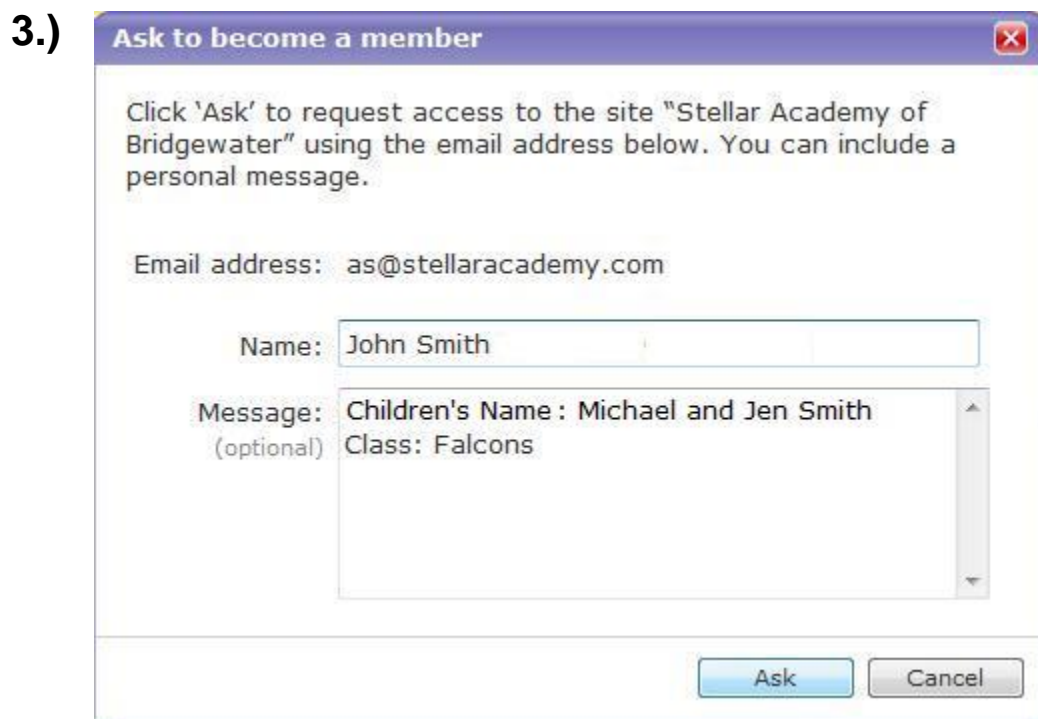 3.)
Ask to become a member
Click ‘Ask’ to request access to the site “Stellar Academy of
Bridgewater” using the email address below. You can include a
personal message.
Email address: as@stellaracademy.com
Name: John Smith
Message: Children's Name : Michael and Jen Smith
(optional) Class: Falcons
Ask Cancel